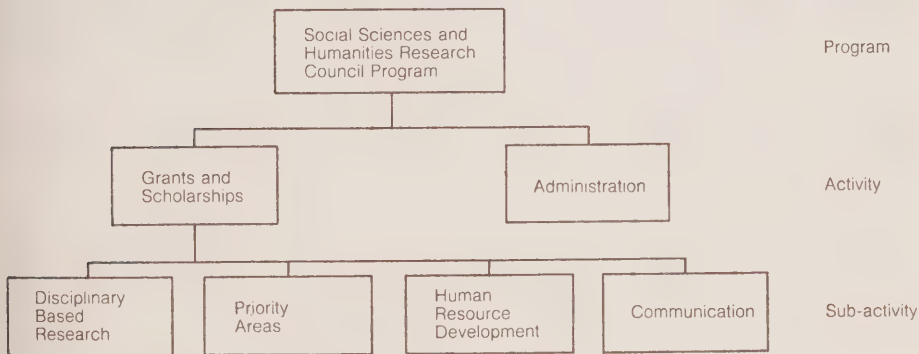 Social Sciences and
Humanities Research
Council Program
Program
Grants and
Scholarships
Administration
Activity
Disciplinary
Based
Research
Priority
Areas
Human
Resource
Development
Communication
Sub-activity